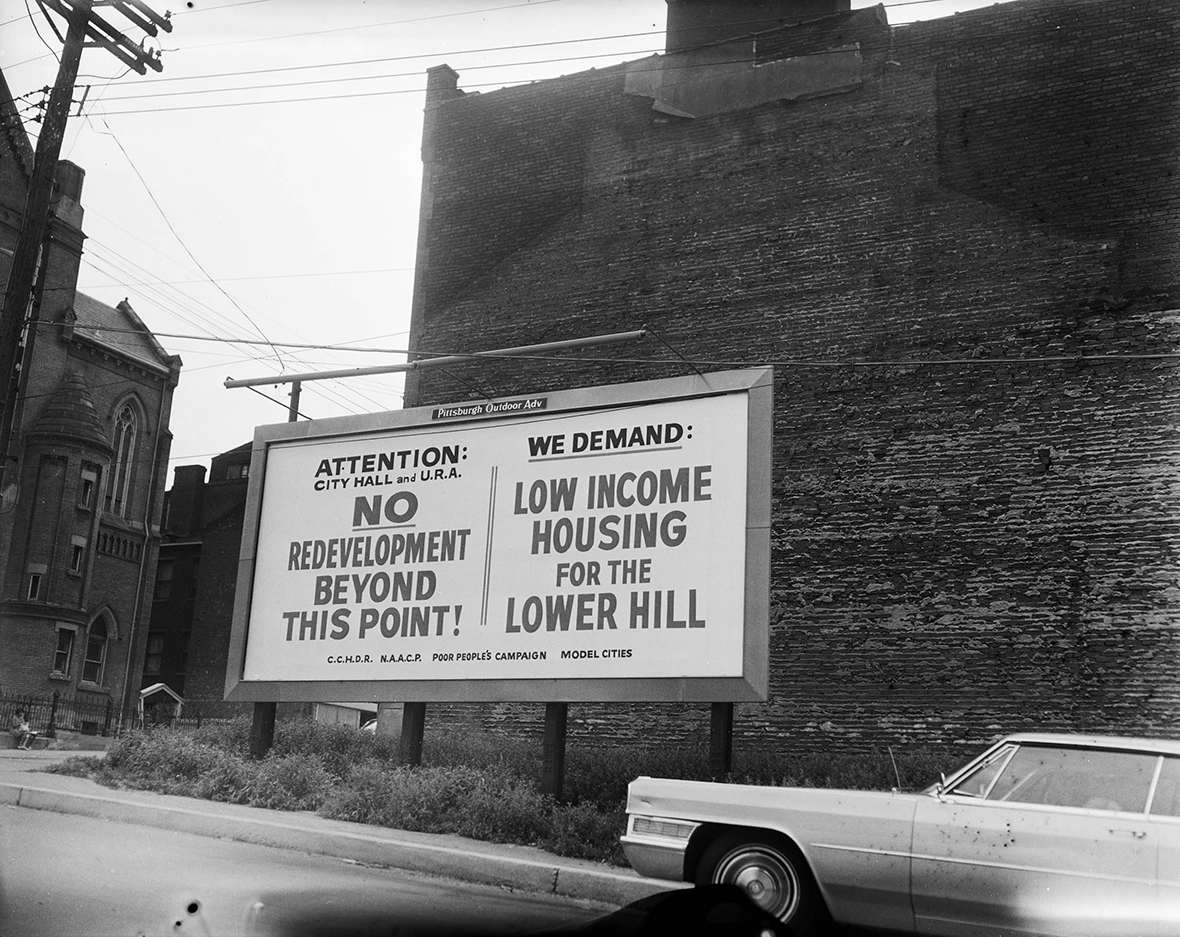 Pittsburgh Outdoor Adv
ATTENTION:
CITY HALL and U.R.A.
NO
REDEVELOPMENT
BEYOND
THIS POINT!
WE DEMAND:
LOW INCOME
HOUSING
FOR THE
LOWER HILL
C.C.H.D.R. N.A.A.C.P. POOR PEOPLE'S CAMPAIGN MODEL CITIES